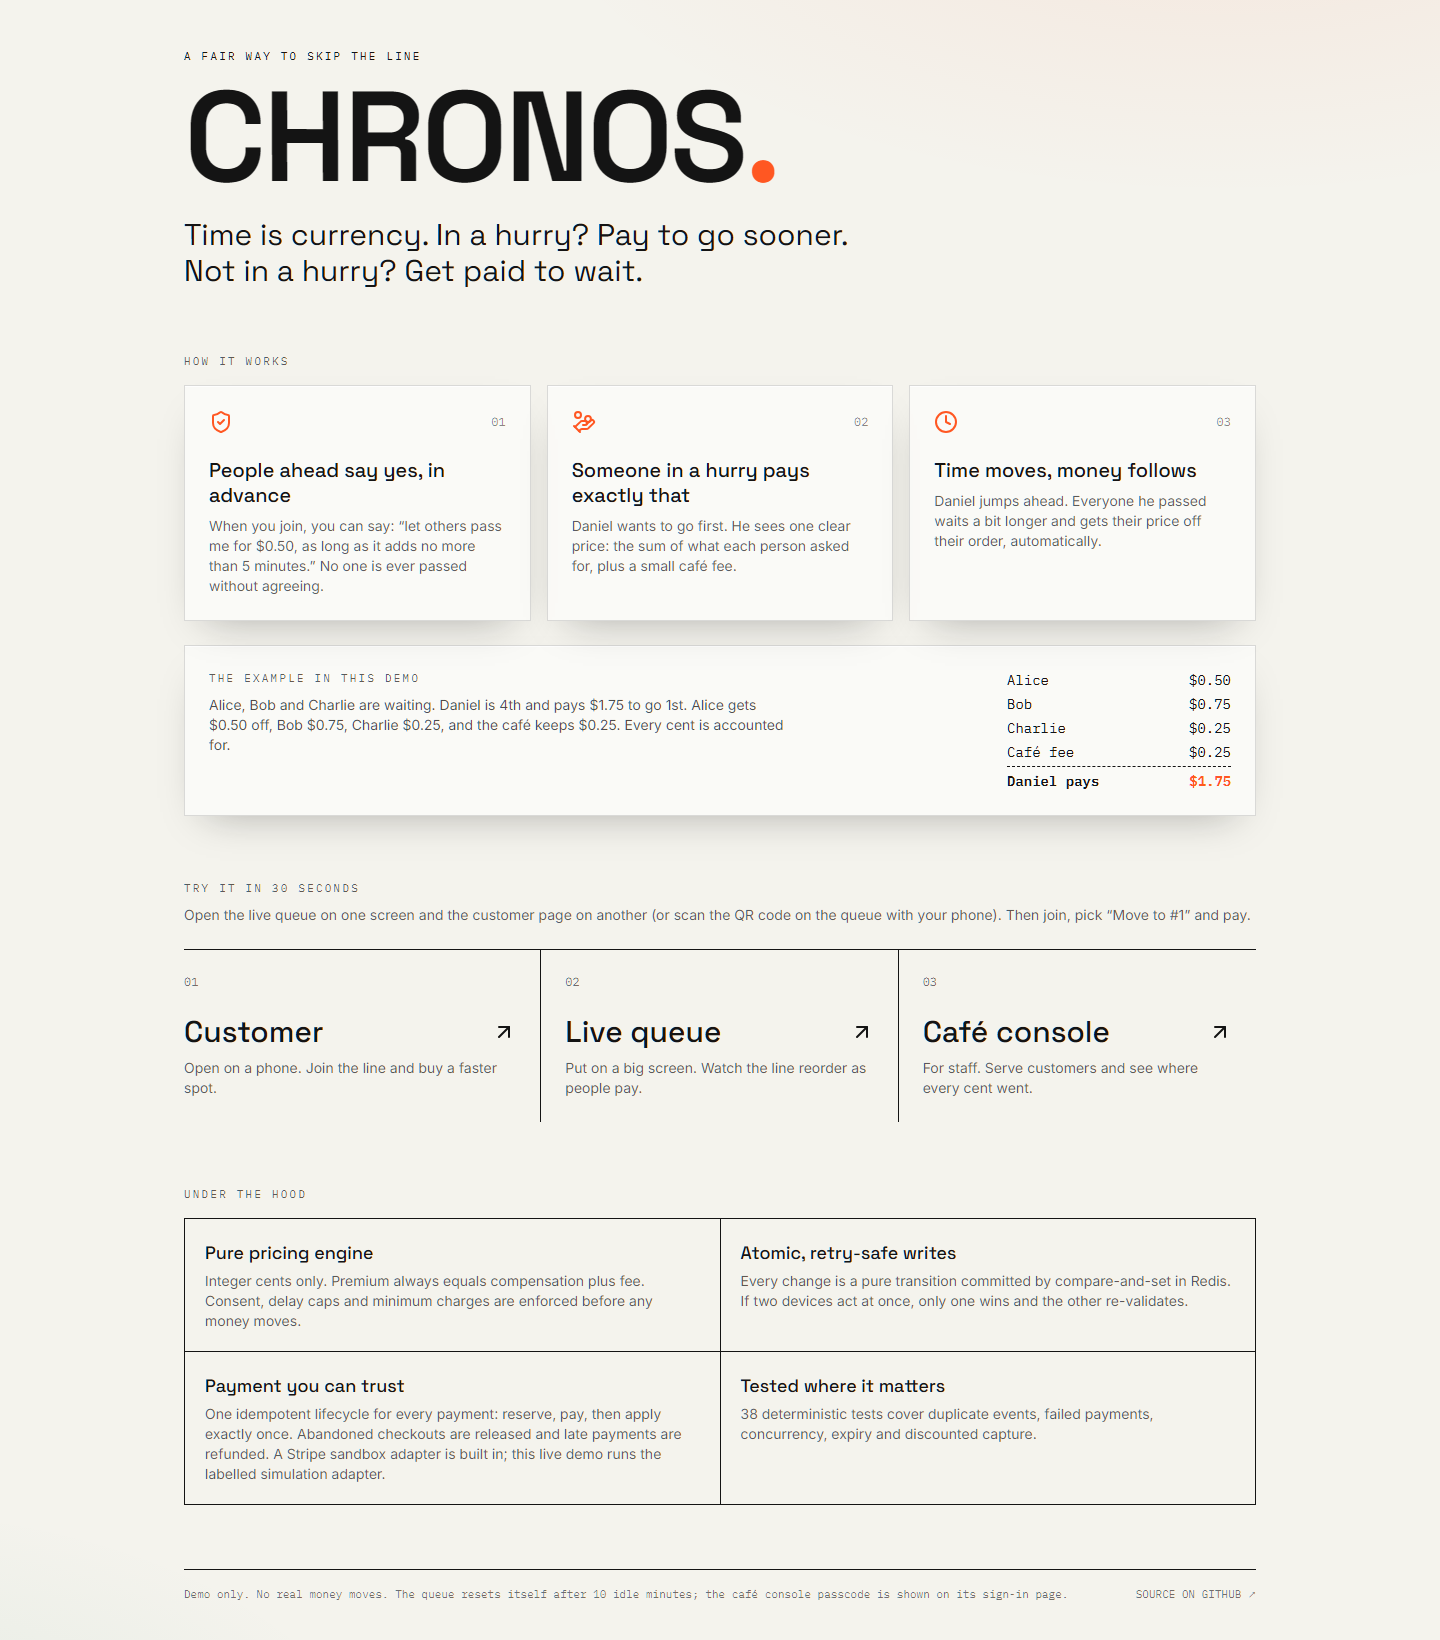 A FAIR WAY TO SKIP THE LINE
CHRONOS.
Time is currency. In a hurry? Pay to go sooner.
Not in a hurry? Get paid to wait.
HOW IT WORKS
01
People ahead say yes, in
advance
When you join, you can say: “let others pass
me for $0.50, as long as it adds no more
than 5 minutes.” No one is ever passed
without agreeing.
02
Someone in a hurry pays
exactly that
Daniel wants to go first. He sees one clear
price: the sum of what each person asked
for, plus a small café fee.
03
Time moves, money follows
Daniel jumps ahead. Everyone he passed
waits a bit longer and gets their price off
their order, automatically.
THE EXAMPLE IN THIS DEMO
Alice, Bob and Charlie are waiting. Daniel is 4th and pays $1.75 to go 1st. Alice gets
$0.50 off, Bob $0.75, Charlie $0.25, and the café keeps $0.25. Every cent is accounted
for.
Alice $0.50
Bob $0.75
Charlie $0.25
Café fee $0.25
Daniel pays $1.75
TRY IT IN 30 SECONDS
Open the live queue on one screen and the customer page on another (or scan the QR code on the queue with your phone). Then join, pick “Move to #1” and pay.
01
Customer
Open on a phone. Join the line and buy a faster
spot.
02
Live queue
Put on a big screen. Watch the line reorder as
people pay.
03
Café console
For staff. Serve customers and see where
every cent went.
UNDER THE HOOD
Pure pricing engine
Integer cents only. Premium always equals compensation plus fee.
Consent, delay caps and minimum charges are enforced before any
money moves.
Atomic, retry-safe writes
Every change is a pure transition committed by compare-and-set in Redis.
If two devices act at once, only one wins and the other re-validates.
Payment you can trust
One idempotent lifecycle for every payment: reserve, pay, then apply
exactly once. Abandoned checkouts are released and late payments are
refunded. A Stripe sandbox adapter is built in; this live demo runs the
labelled simulation adapter.
Tested where it matters
38 deterministic tests cover duplicate events, failed payments,
concurrency, expiry and discounted capture.
Demo only. No real money moves. The queue resets itself after 10 idle minutes; the café console passcode is shown on its sign-in page.
SOURCE ON GITHUB ↗